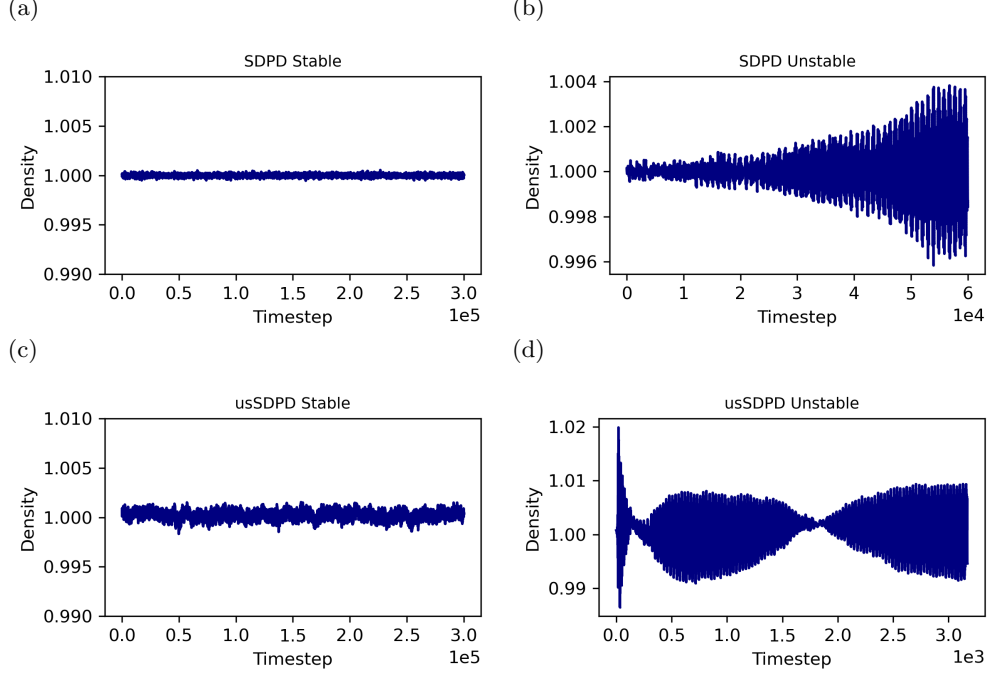 (a)
SDPD Stable
1.010
1.005
1.000
0.995
0.990
Density
0.0 0.5 1.0 1.5 2.0 2.5 3.0
Timestep
1e5
(b)
SDPD Unstable
1.004
1.002
1.000
0.998
0.996
Density
0 1 2 3 4 5 6
Timestep
1e4
(c)
usSDPD Stable
1.010
1.005
1.000
0.995
0.990
Density
0.0 0.5 1.0 1.5 2.0 2.5 3.0
Timestep
1e5
(d)
usSDPD Unstable
1.02
1.01
1.00
0.99
Density
0.0 0.5 1.0 1.5 2.0 2.5 3.0
Timestep
1e3